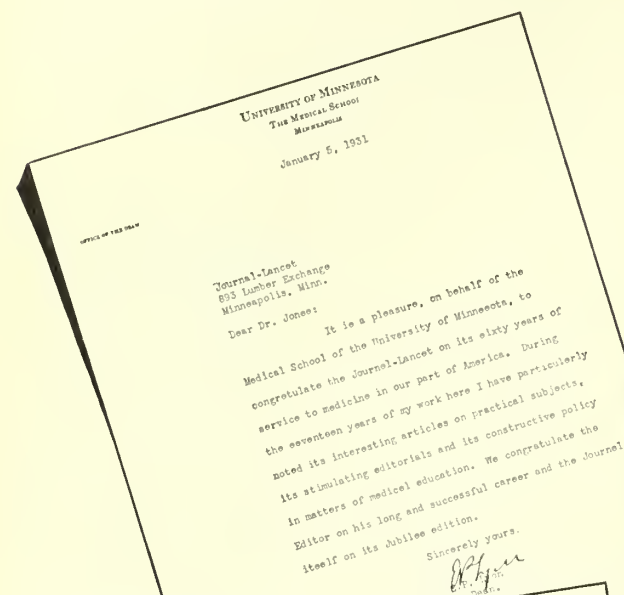 UNIVERSITY OF MINNESOTA
THE MEDICAL SCHOOL
MINNEAPOLIS
January 5, 1931
OFFICE OF THE DEAN
Journal-Lancet
893 Lumber Exchange
Minneapolis, Minn.
Dear Dr. Jones:
It is a pleasure, on behalf of the
Medical School of the University of Minnesota, to
congratulate the Journal-Lancet on its sixty years of
service to medicine in our part of America. During
the seventeen years of my work here I have particularly
noted its interesting articles on practical subjects,
its stimulating editorials and its constructive policy
in matters of medical education. We congratulate the
Editor on his long and successful career and the Journal
itself on its Jubilee edition.
Sincerely yours,
Dean.